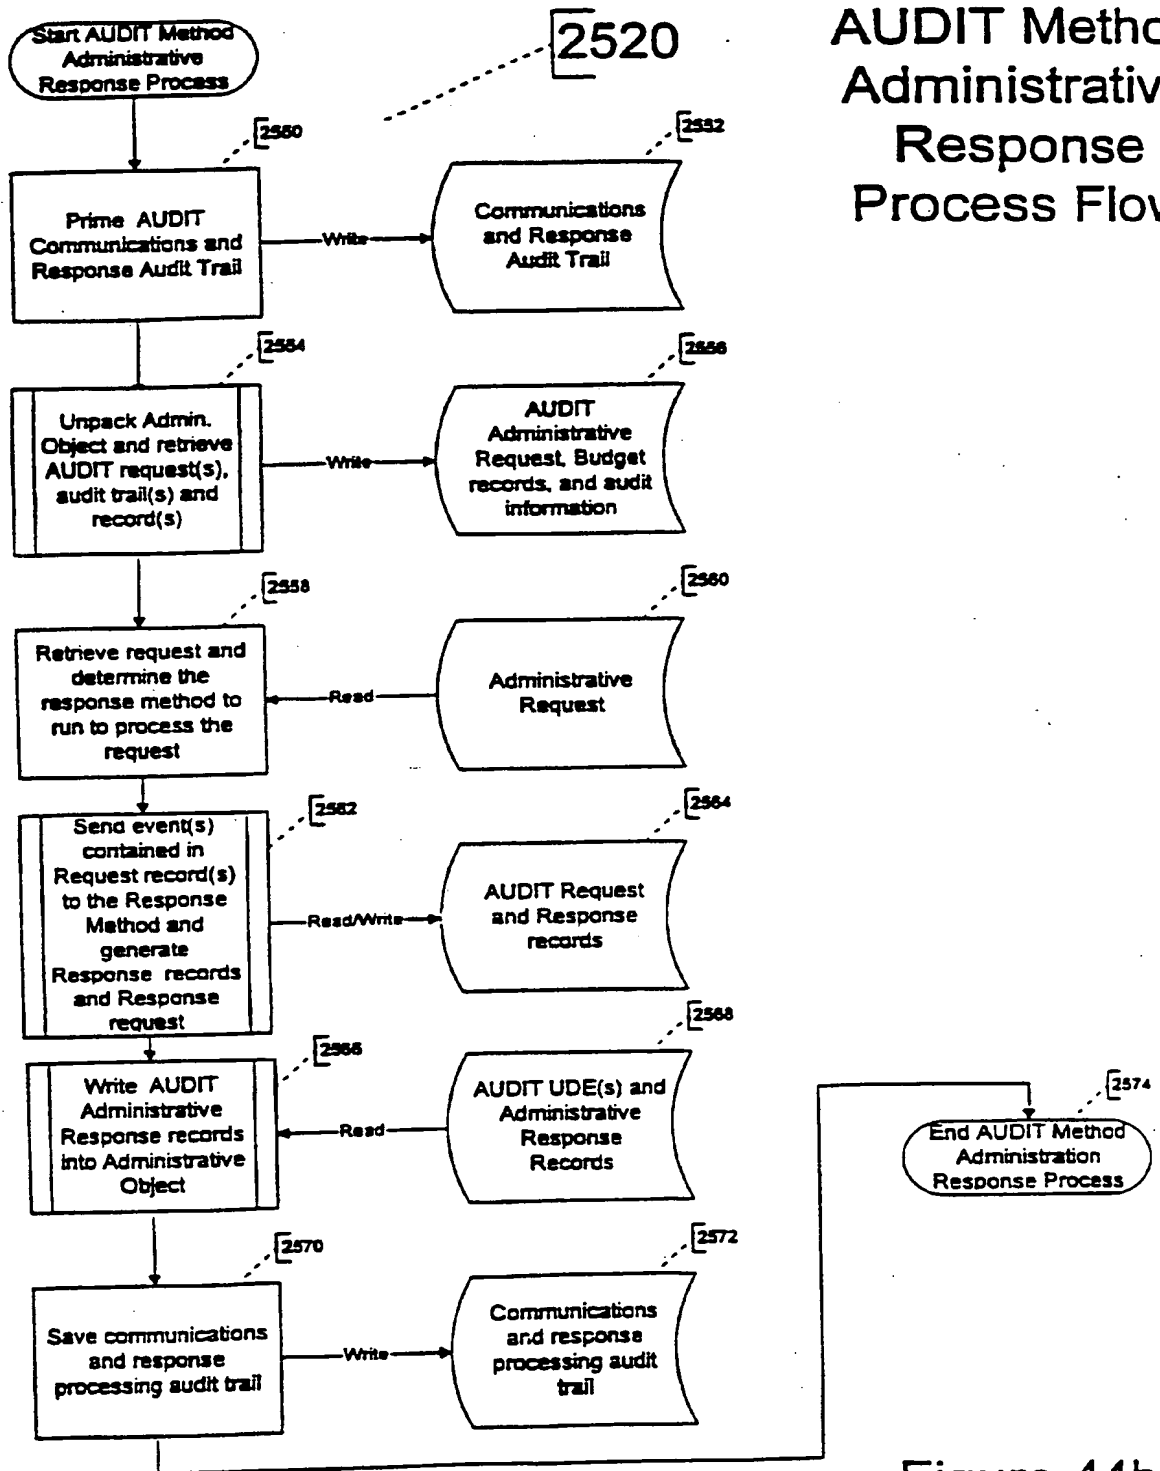 Start AUDIT Method
Administrative
Response Process
2520
AUDIT Metho
Administrativ
Response
Process Flow
2550
Prime AUDIT
Communications and
Response Audit Trail
Write
2552
Communications
and Response
Audit Trail
2554
Unpack Admin.
Object and retrieve
AUDIT request(s),
audit trail(s) and
record(s)
Write
2556
AUDIT
Administrative
Request, Budget
records, and audit
information
2558
Retrieve request and
determine the
response method to
run to process the
request
Read
2560
Administrative
Request
2562
Send event(s)
contained in
Request record(s)
to the Response
Method and
generate
Response records
and Response
request
Read/Write
2564
AUDIT Request
and Response
records
2566
Write AUDIT
Administrative
Response records
into Administrative
Object
Read
2568
AUDIT UDE(s) and
Administrative
Response
Records
2570
Save communications
and response
processing audit trail
Write
2572
Communications
and response
processing audit
trail
2574
End AUDIT Method
Administration
Response Process
Figure 44b